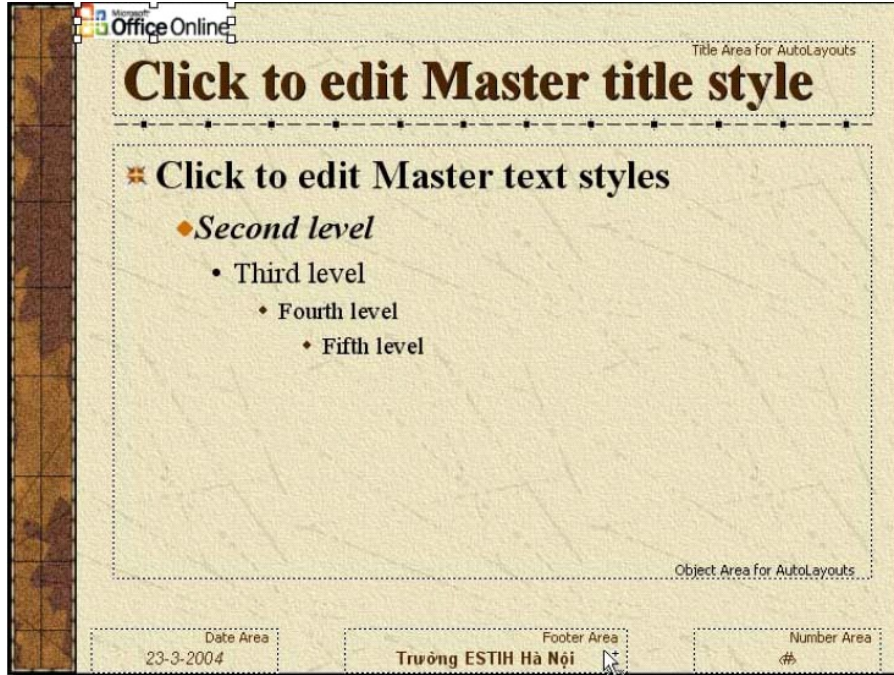 Microsoft
Office Online
Title Area for AutoLayouts
Click to edit Master title style
Click to edit Master text styles
Second level
Third level
Fourth level
Fifth level
Object Area for AutoLayouts
Date Area
23-3-2004
Footer Area
Trường ESTIH Hà Nội
Number Area
‹#›